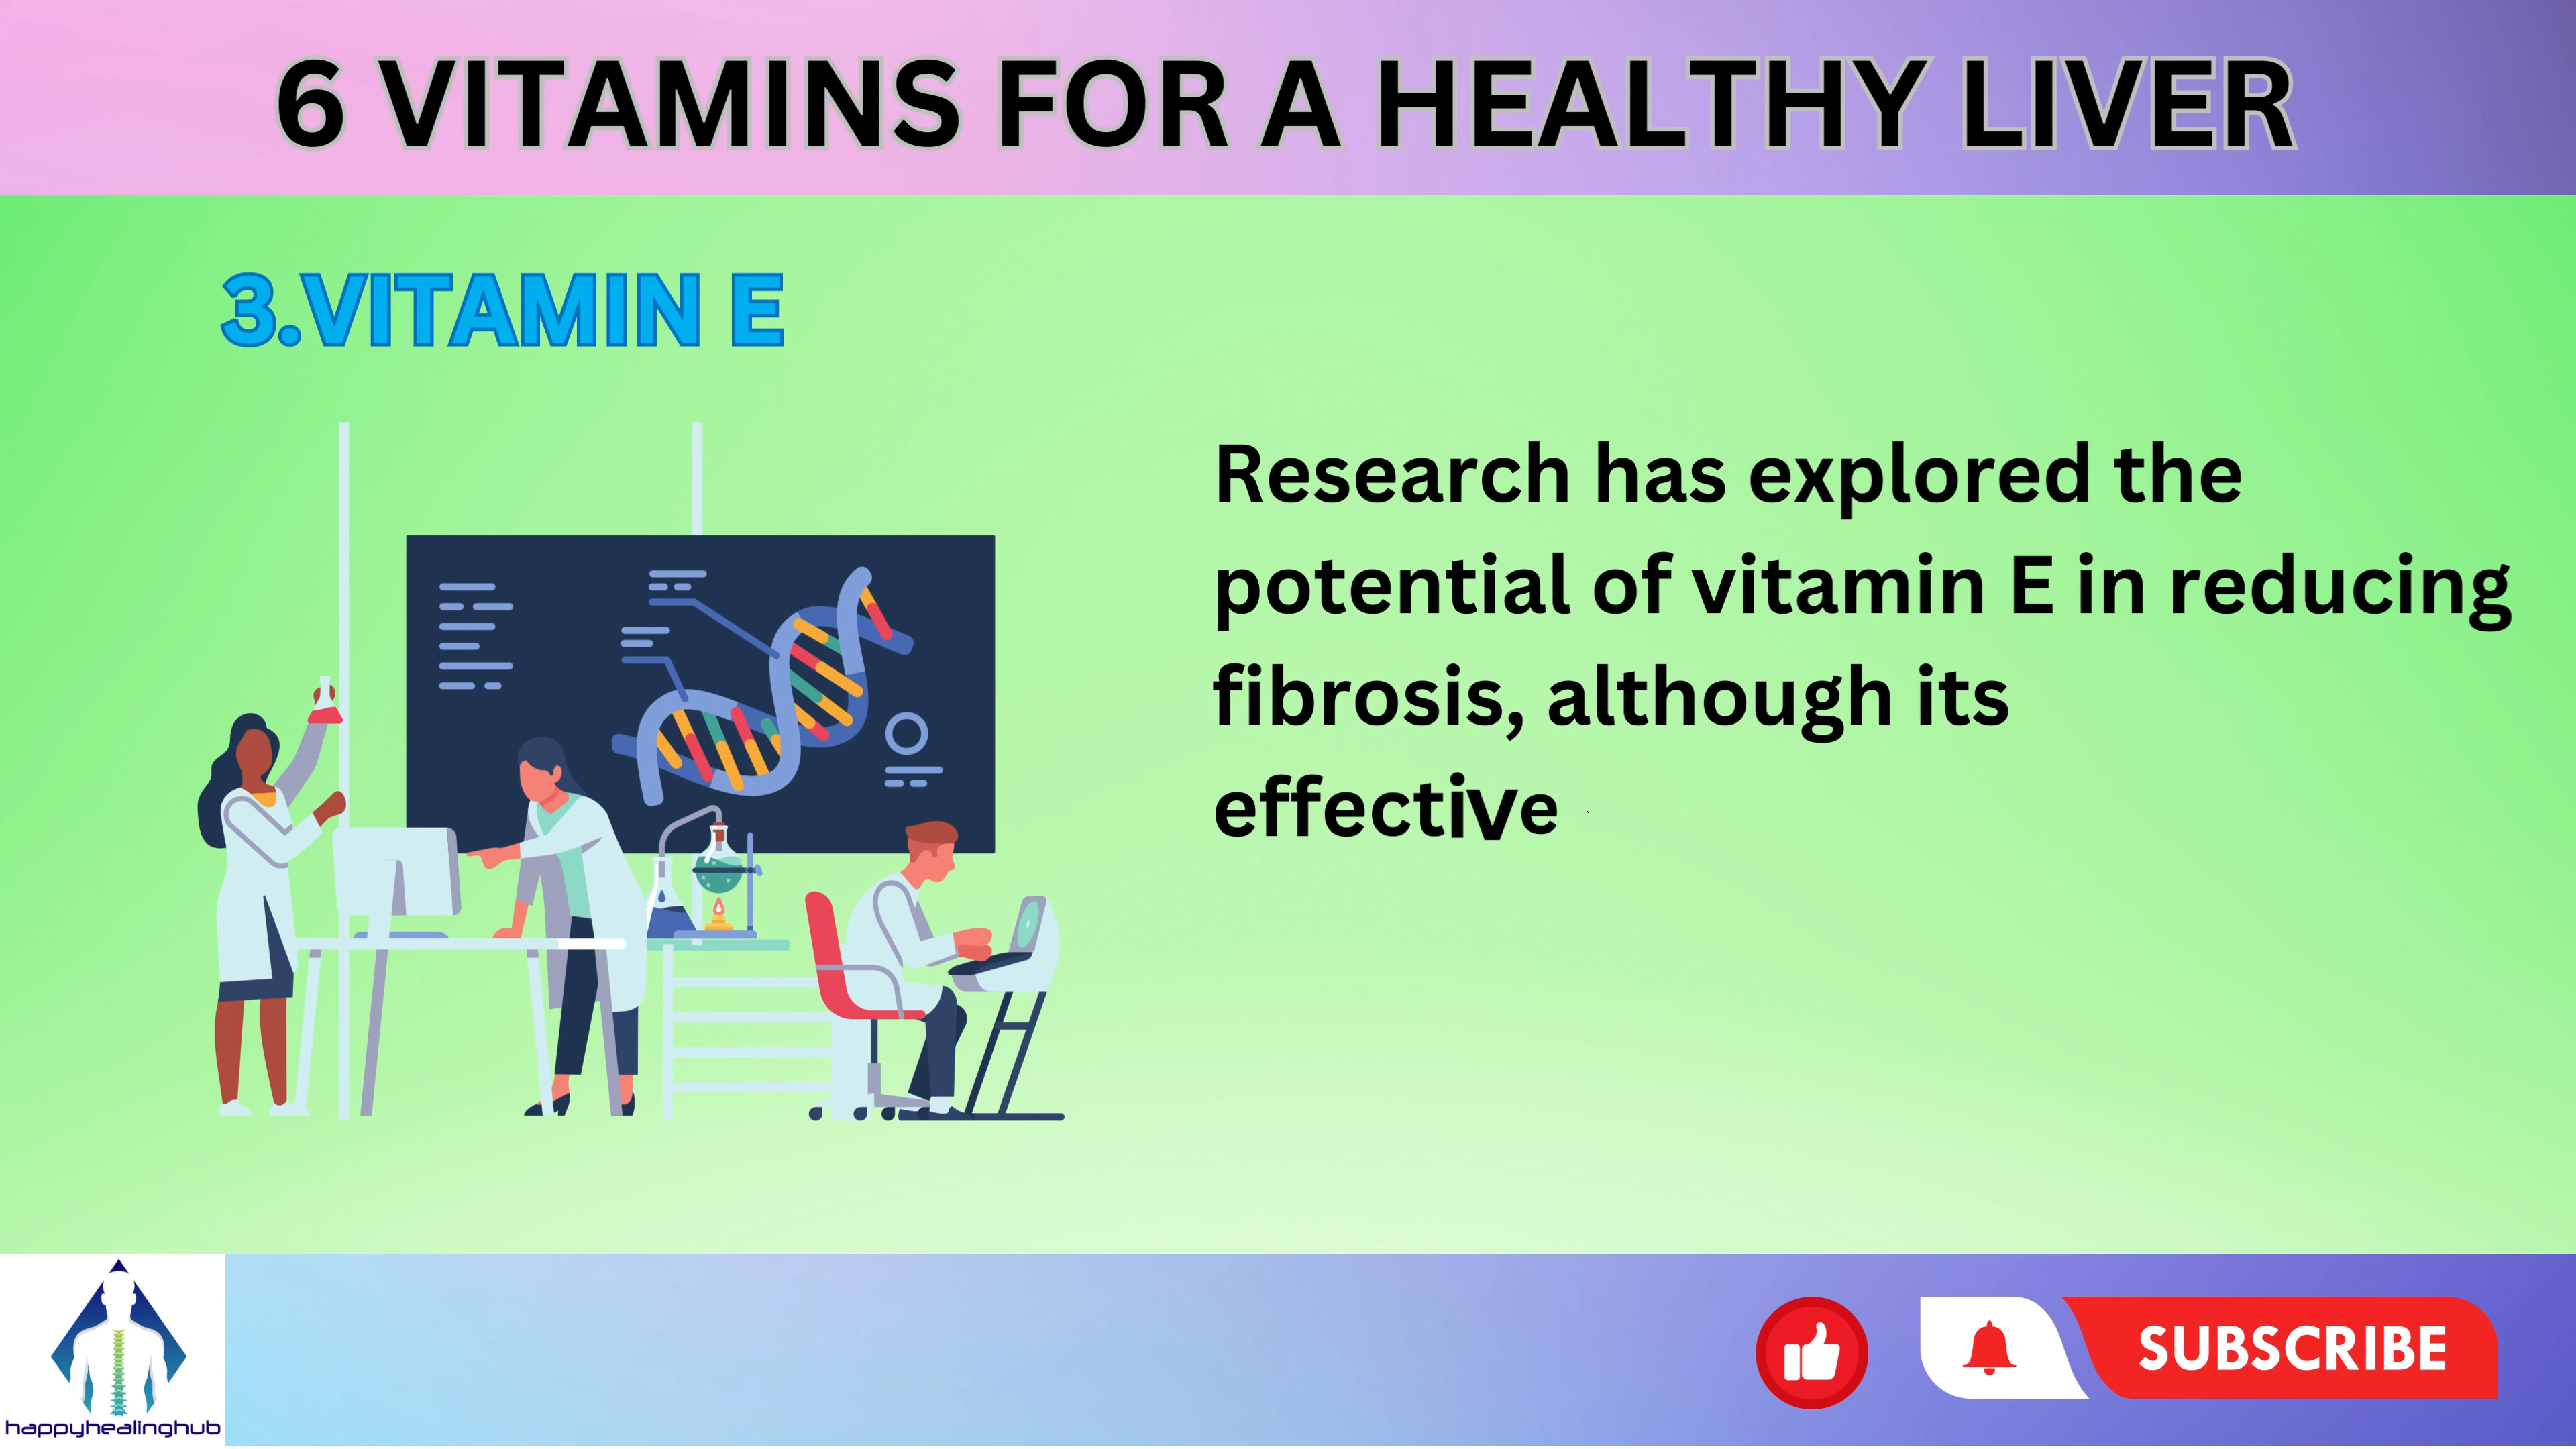 6 VITAMINS FOR A HEALTHY LIVER
3.VITAMIN E
Research has explored the
potential of vitamin E in reducing
fibrosis, although its
effective
happyhealinghub
SUBSCRIBE